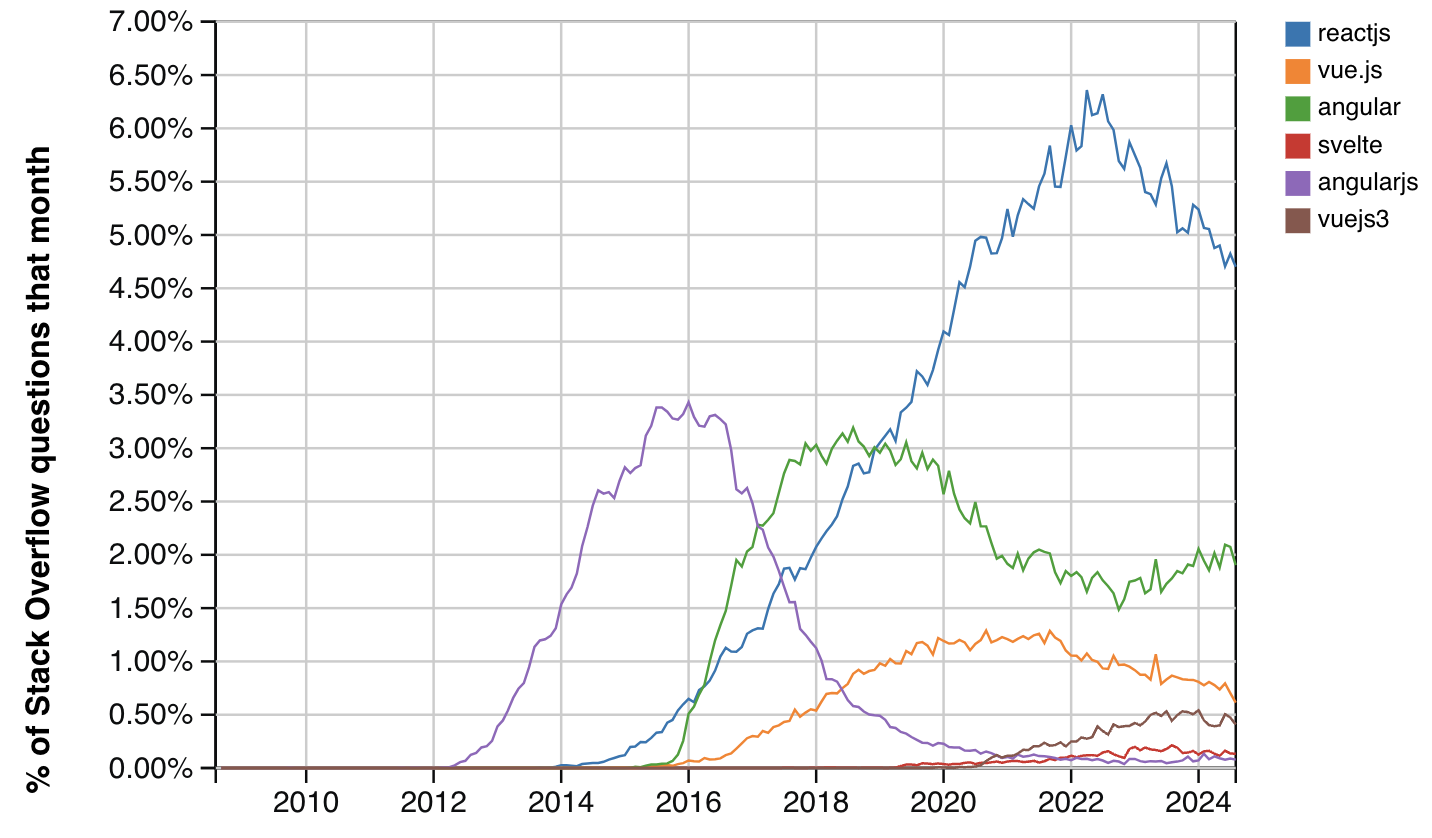 % of Stack Overflow questions that month
7.00%
6.50%
6.00%
5.50%
5.00%
4.50%
4.00%
3.50%
3.00%
2.50%
2.00%
1.50%
1.00%
0.50%
0.00%
2010 2012 2014 2016 2018 2020 2022 2024
reactjs
vue.js
angular
svelte
angularjs
vuejs3